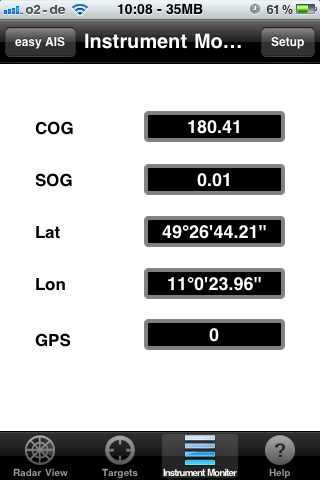 o2-de 10:08 - 35MB 61%
easy AIS Instrument Mo... Setup
COG 180.41
SOG 0.01
Lat 49°26'44.21"
Lon 11°0'23.96"
GPS 0
Radar View Targets Instrument Moniter Help
?